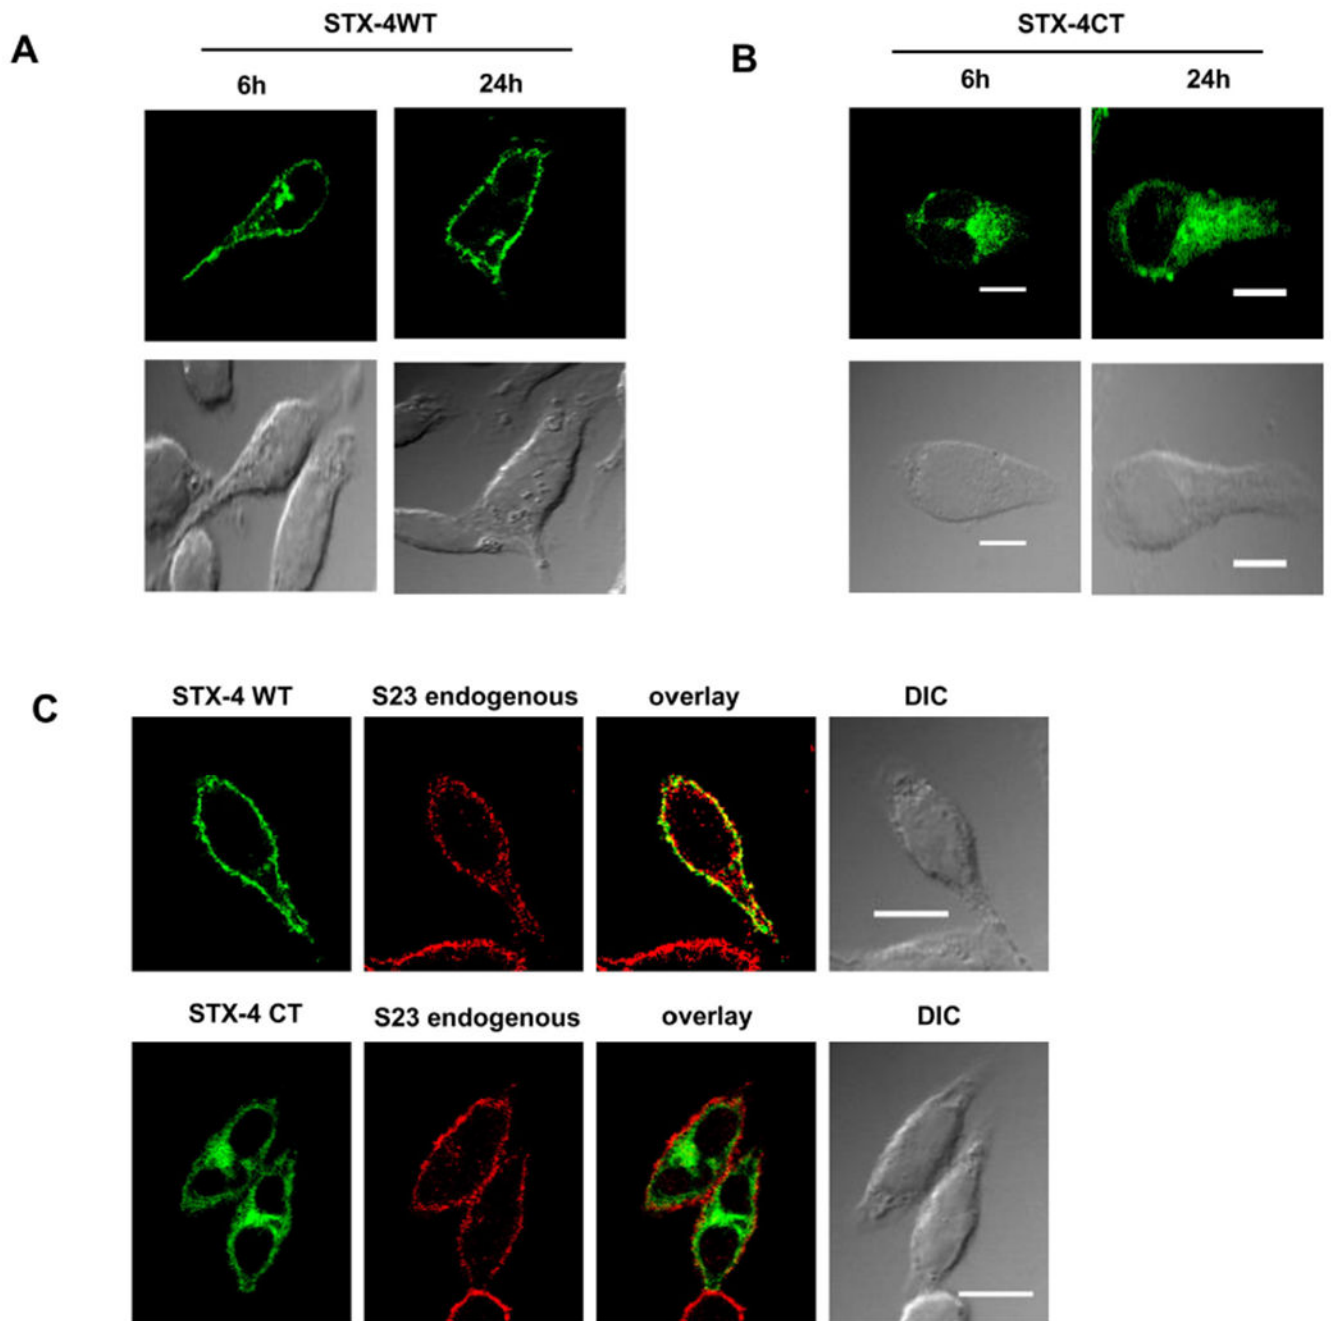 STX-4WT
A
6h 24h
STX-4CT
B
6h 24h
C
STX-4 WT S23 endogenous overlay DIC
STX-4 CT S23 endogenous overlay DIC